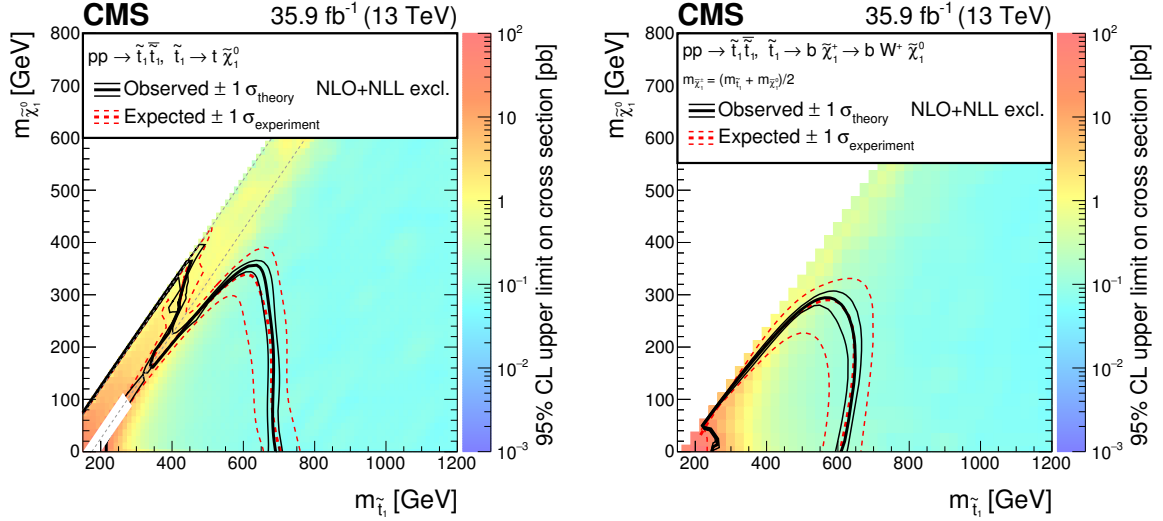 CMS 35.9 fb⁻¹ (13 TeV)
pp → t̃₁ t̃̅₁, t̃₁ → t χ̃₁⁰
Observed ± 1 σ_theory NLO+NLL excl.
Expected ± 1 σ_experiment
m_χ̃₁⁰ [GeV]
800
700
600
500
400
300
200
100
0
200 400 600 800 1000 1200
m_t̃₁ [GeV]
10²
10
1
10⁻¹
10⁻²
10⁻³
95% CL upper limit on cross section [pb]
CMS 35.9 fb⁻¹ (13 TeV)
pp → t̃₁ t̃̅₁, t̃₁ → b χ̃₁⁺ → b W⁺ χ̃₁⁰
m_χ̃₁⁺ = (m_t̃₁ + m_χ̃₁⁰)/2
Observed ± 1 σ_theory NLO+NLL excl.
Expected ± 1 σ_experiment
m_χ̃₁⁰ [GeV]
800
700
600
500
400
300
200
100
0
200 400 600 800 1000 1200
m_t̃₁ [GeV]
10²
10
1
10⁻¹
10⁻²
10⁻³
95% CL upper limit on cross section [pb]